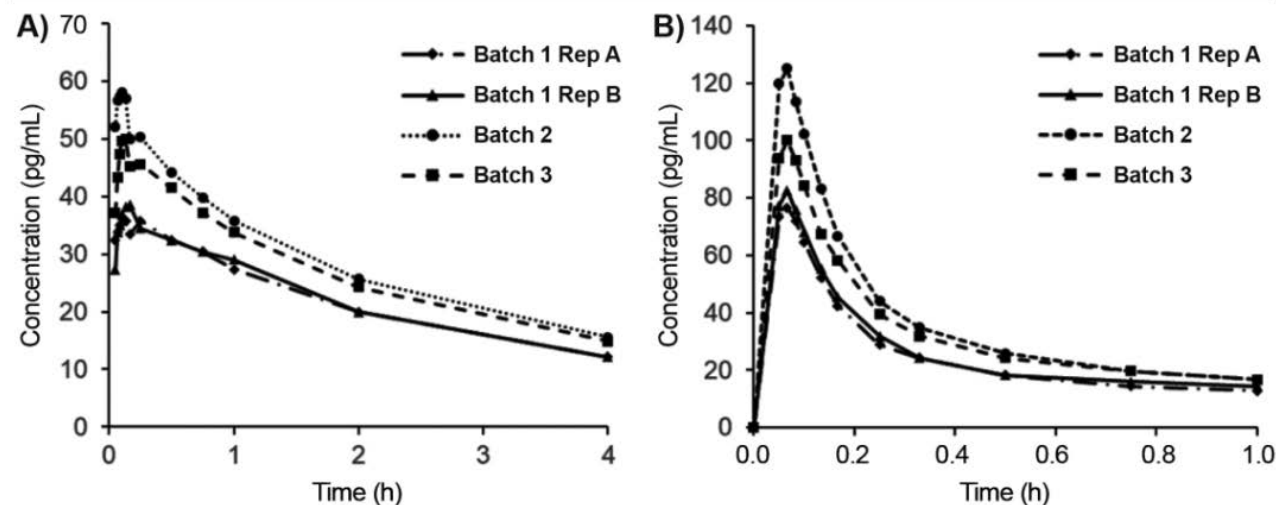 A)
Concentration (pg/mL)
70
60
50
40
30
20
10
0
Batch 1 Rep A
Batch 1 Rep B
Batch 2
Batch 3
0 1 2 3 4
Time (h)
B)
Concentration (pg/mL)
140
120
100
80
60
40
20
0
Batch 1 Rep A
Batch 1 Rep B
Batch 2
Batch 3
0.0 0.2 0.4 0.6 0.8 1.0
Time (h)